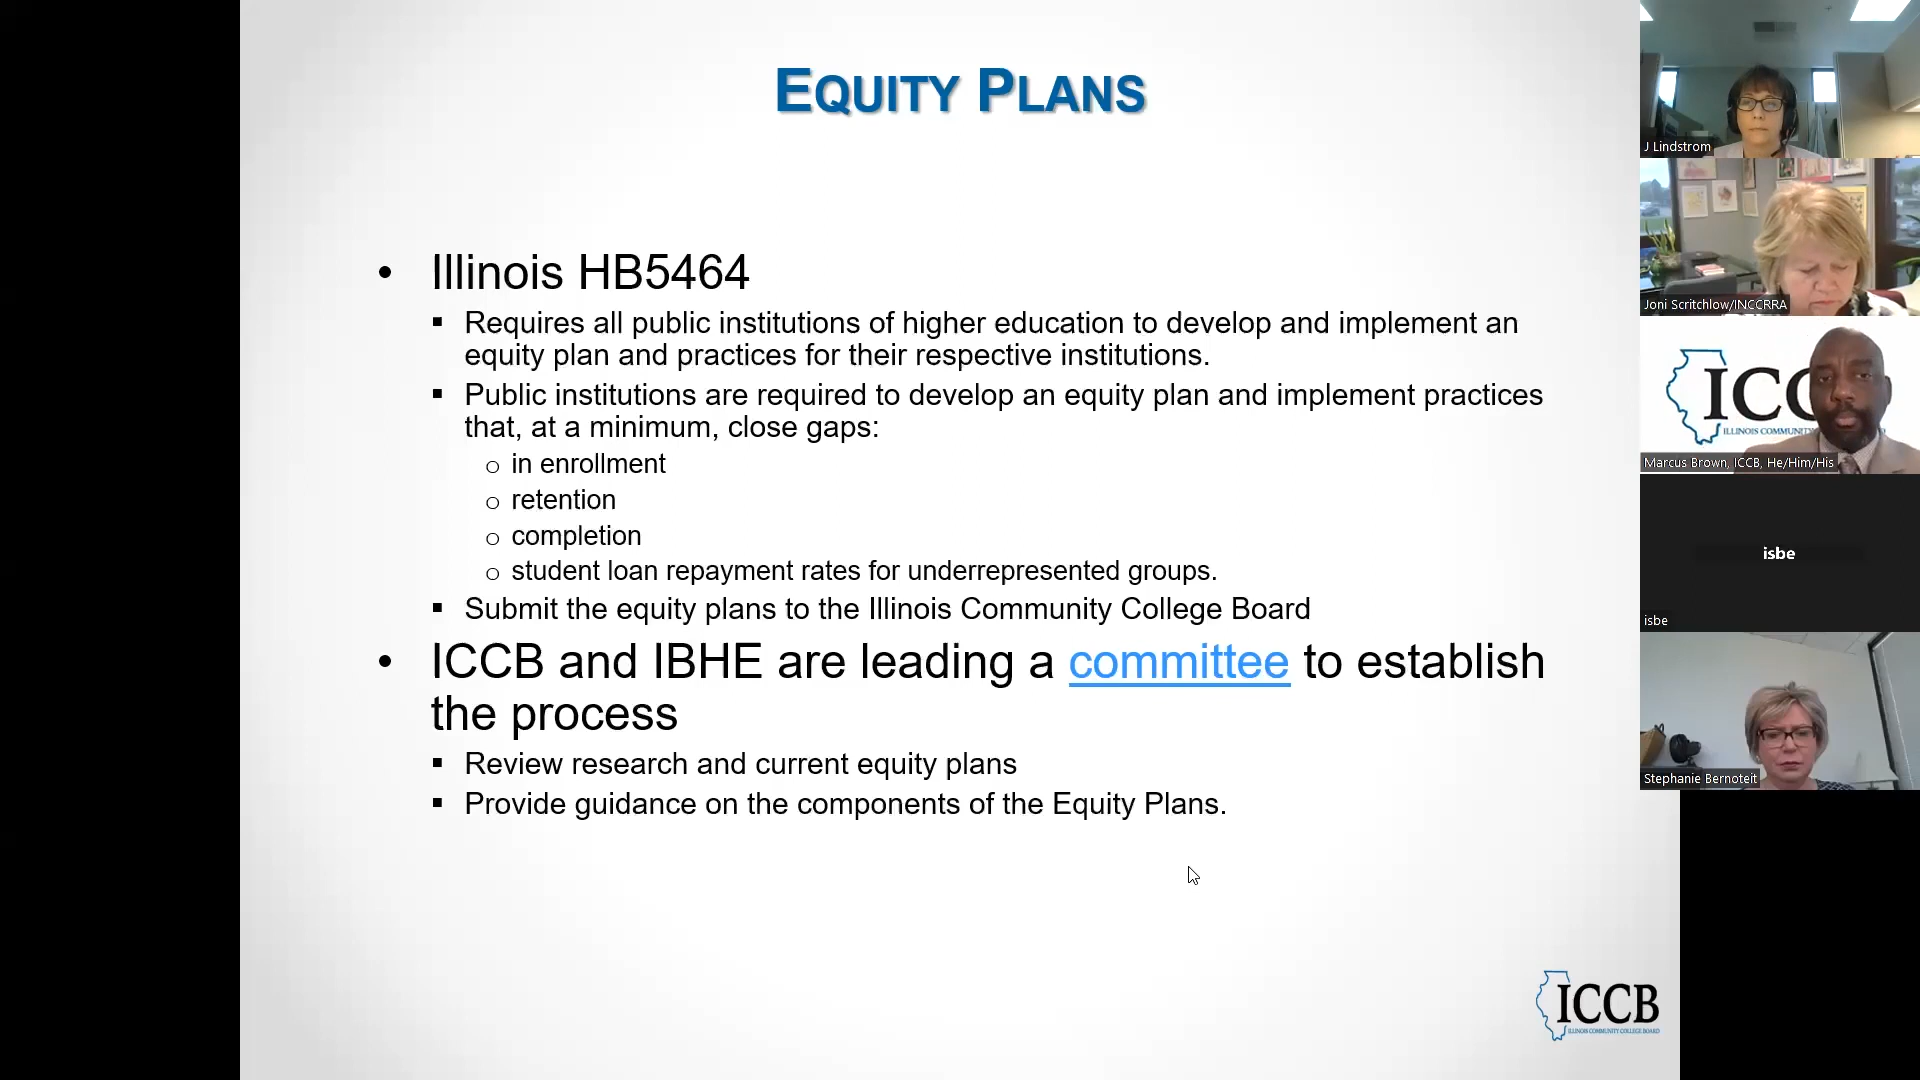 EQUITY PLANS
• Illinois HB5464
▪ Requires all public institutions of higher education to develop and implement an
equity plan and practices for their respective institutions.
▪ Public institutions are required to develop an equity plan and implement practices
that, at a minimum, close gaps:
o in enrollment
o retention
o completion
o student loan repayment rates for underrepresented groups.
▪ Submit the equity plans to the Illinois Community College Board
• ICCB and IBHE are leading a committee to establish
the process
▪ Review research and current equity plans
▪ Provide guidance on the components of the Equity Plans.
ICCB
ILLINOIS COMMUNITY COLLEGE BOARD
J Lindstrom
Joni Scritchlow/INCCRRA
ICC
ILLINOIS COMMUNITY
Marcus Brown, ICCB, He/Him/His
isbe
isbe
Stephanie Bernoteit